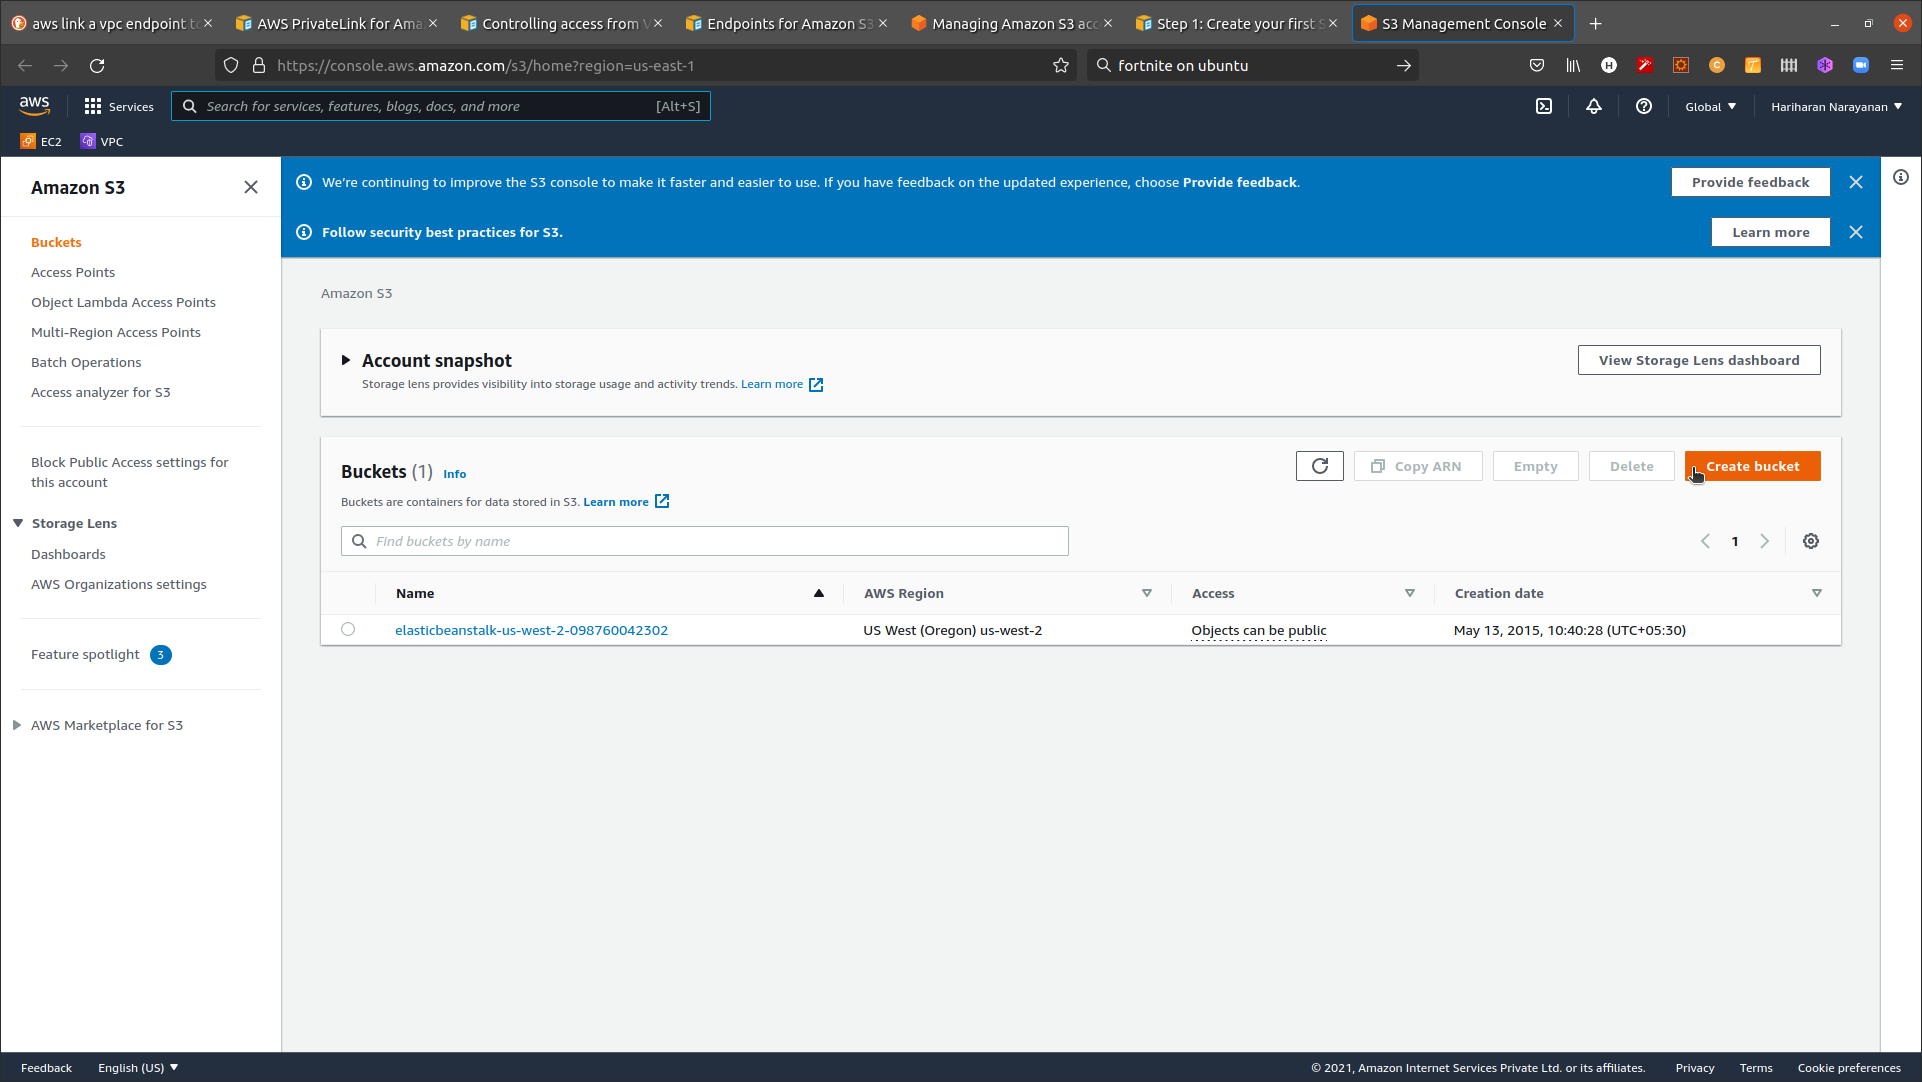 aws link a vpc endpoint to
AWS PrivateLink for Ama
Controlling access from V
Endpoints for Amazon S3
Managing Amazon S3 acc
Step 1: Create your first S
S3 Management Console
https://console.aws.amazon.com/s3/home?region=us-east-1
fortnite on ubuntu
aws
Services
Search for services, features, blogs, docs, and more
[Alt+S]
Global
Hariharan Narayanan
EC2
VPC
Amazon S3
Buckets
Access Points
Object Lambda Access Points
Multi-Region Access Points
Batch Operations
Access analyzer for S3
Block Public Access settings for
this account
Storage Lens
Dashboards
AWS Organizations settings
Feature spotlight 3
AWS Marketplace for S3
We're continuing to improve the S3 console to make it faster and easier to use. If you have feedback on the updated experience, choose Provide feedback.
Provide feedback
Follow security best practices for S3.
Learn more
Amazon S3
Account snapshot
Storage lens provides visibility into storage usage and activity trends. Learn more
View Storage Lens dashboard
Buckets (1) Info
Buckets are containers for data stored in S3. Learn more
Copy ARN
Empty
Delete
Create bucket
Find buckets by name
1
Name
AWS Region
Access
Creation date
elasticbeanstalk-us-west-2-098760042302
US West (Oregon) us-west-2
Objects can be public
May 13, 2015, 10:40:28 (UTC+05:30)
Feedback
English (US)
© 2021, Amazon Internet Services Private Ltd. or its affiliates.
Privacy
Terms
Cookie preferences